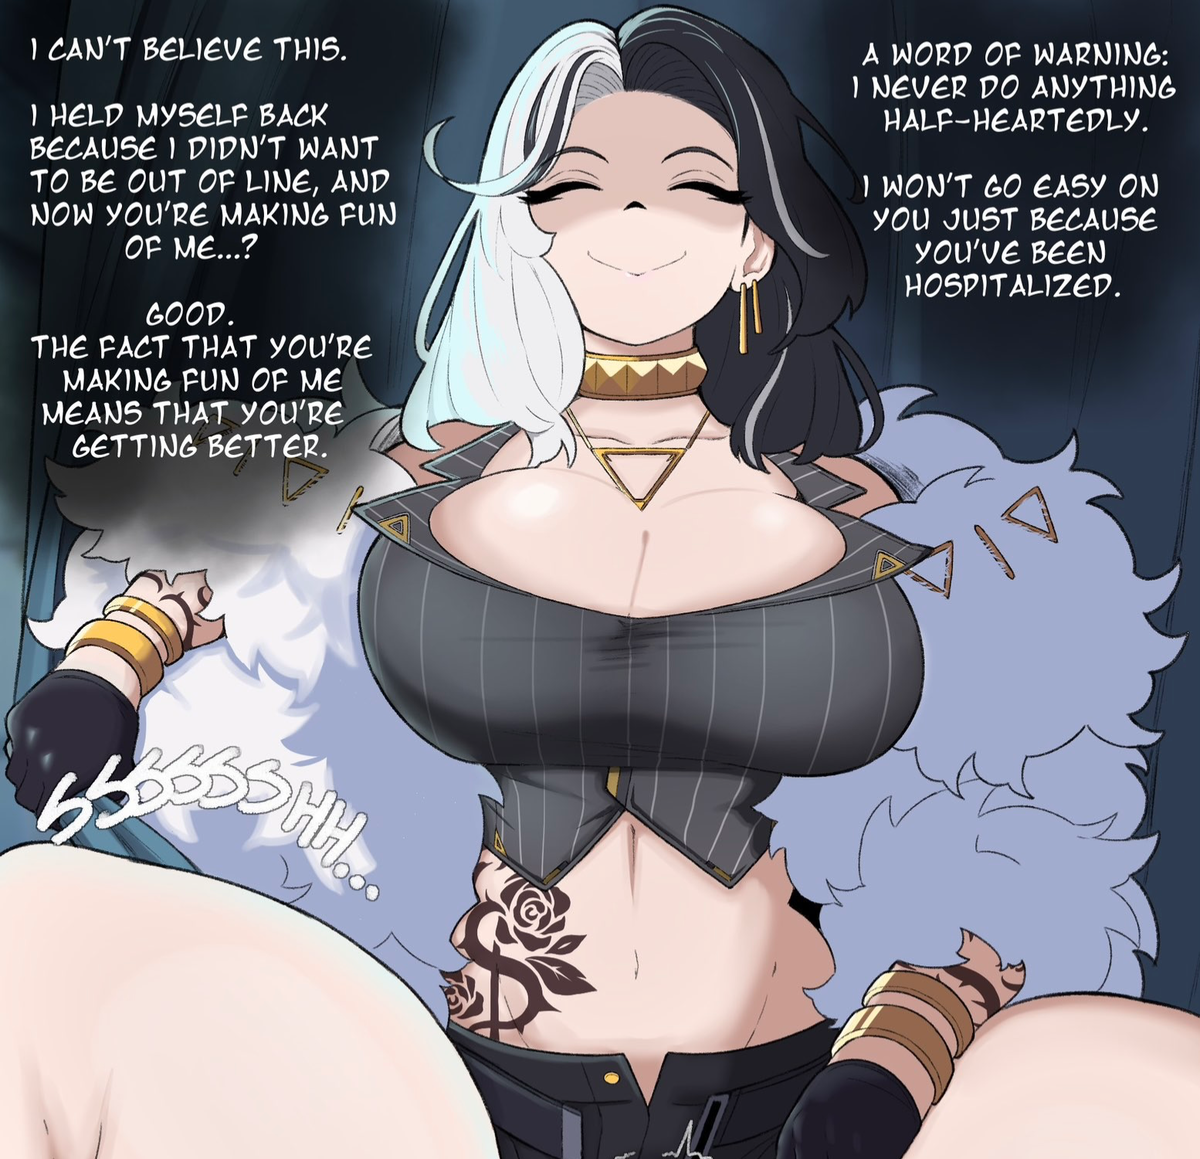 I CAN'T BELIEVE THIS.
I HELD MYSELF BACK
BECAUSE I DIDN'T WANT
TO BE OUT OF LINE, AND
NOW YOU'RE MAKING FUN
OF ME...?
GOOD.
THE FACT THAT YOU'RE
MAKING FUN OF ME
MEANS THAT YOU'RE
GETTING BETTER.
A WORD OF WARNING:
I NEVER DO ANYTHING
HALF-HEARTEDLY.
I WON'T GO EASY ON
YOU JUST BECAUSE
YOU'VE BEEN
HOSPITALIZED.
SSSSSSSHHH...